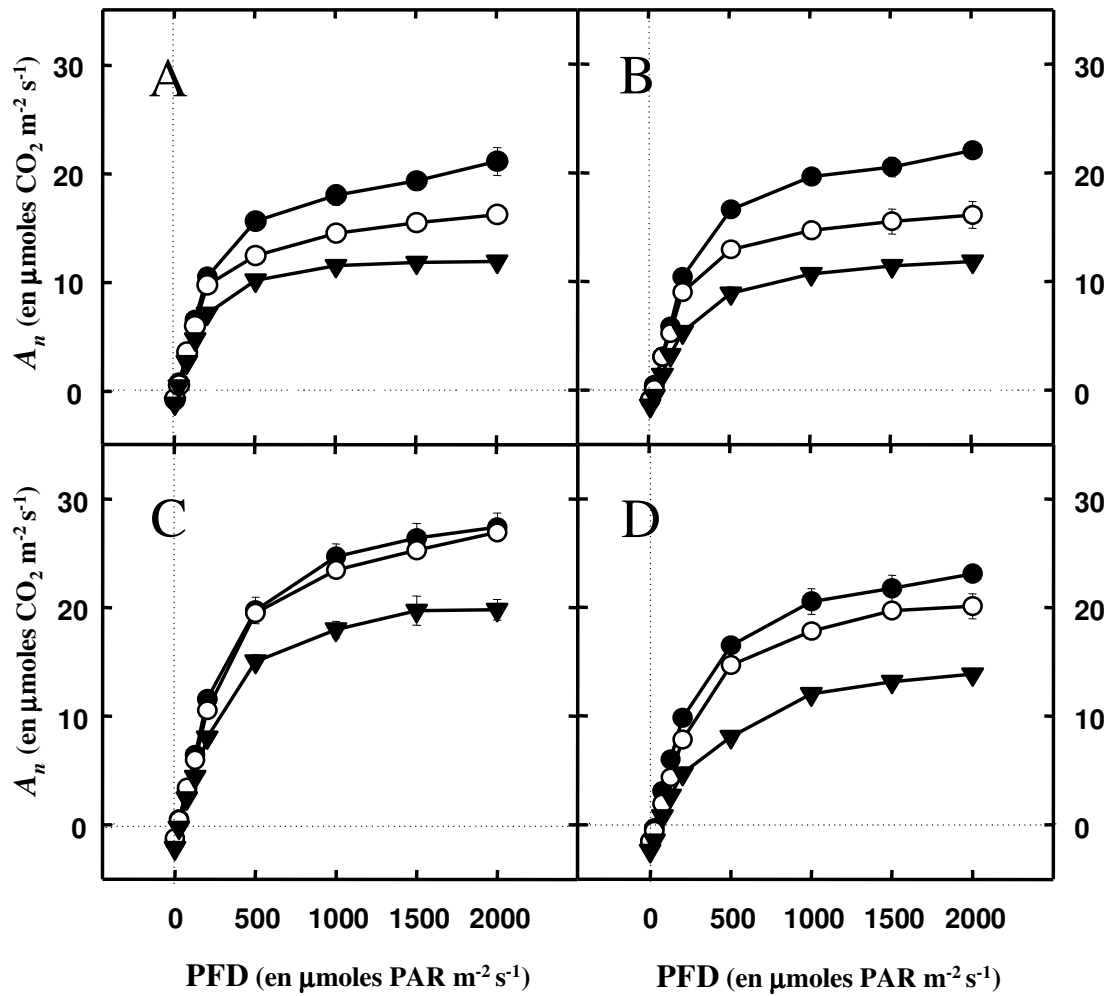 A B
30 30
20 20
10 10
0 0
A_n (en μmoles CO₂ m⁻² s⁻¹)
C D
30 30
20 20
10 10
0 0
A_n (en μmoles CO₂ m⁻² s⁻¹)
0 500 1000 1500 2000 0 500 1000 1500 2000
PFD (en μmoles PAR m⁻² s⁻¹) PFD (en μmoles PAR m⁻² s⁻¹)